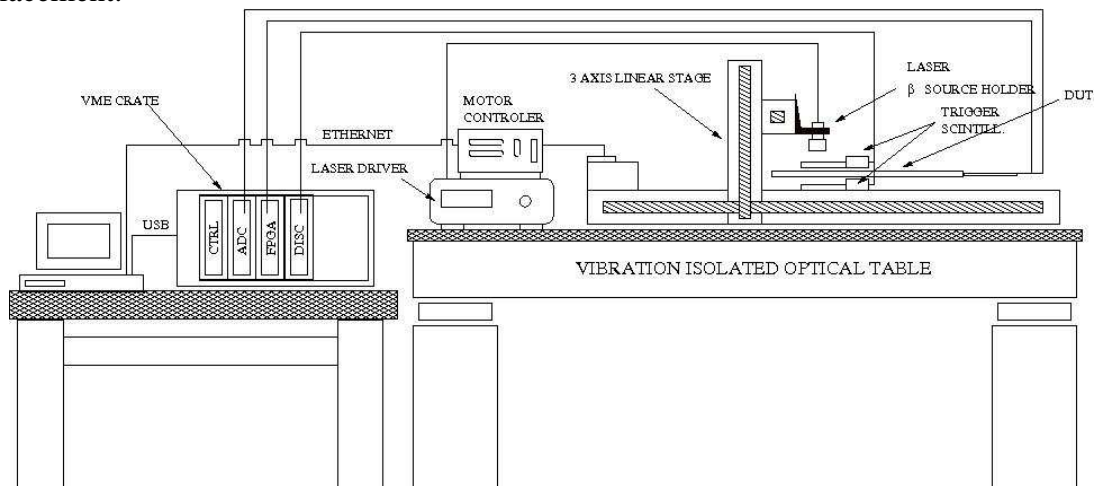 lacement.
LASER
3 AXIS LINEAR STAGE
β SOURCE HOLDER
DUT
VME CRATE
MOTOR
CONTROLER
TRIGGER
SCINTILL.
ETHERNET
LASER DRIVER
USB
CTRL
ADC
FPGA
DISC
VIBRATION ISOLATED OPTICAL TABLE